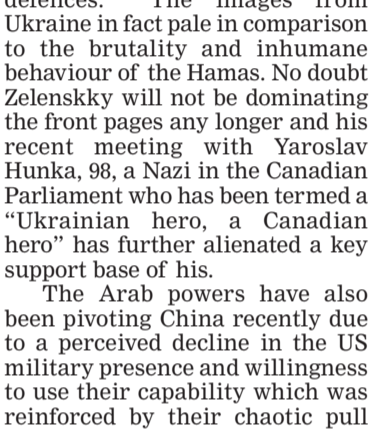 defences. The images from
Ukraine in fact pale in comparison
to the brutality and inhumane
behaviour of the Hamas. No doubt
Zelenskky will not be dominating
the front pages any longer and his
recent meeting with Yaroslav
Hunka, 98, a Nazi in the Canadian
Parliament who has been termed a
“Ukrainian hero, a Canadian
hero” has further alienated a key
support base of his.
The Arab powers have also
been pivoting China recently due
to a perceived decline in the US
military presence and willingness
to use their capability which was
reinforced by their chaotic pull